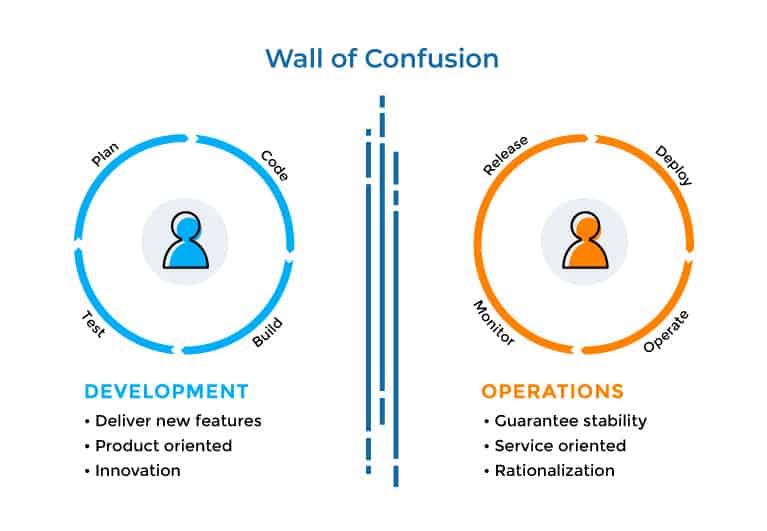 Wall of Confusion
Plan
Code
Build
Test
DEVELOPMENT
• Deliver new features
• Product oriented
• Innovation
Release
Deploy
Operate
Monitor
OPERATIONS
• Guarantee stability
• Service oriented
• Rationalization